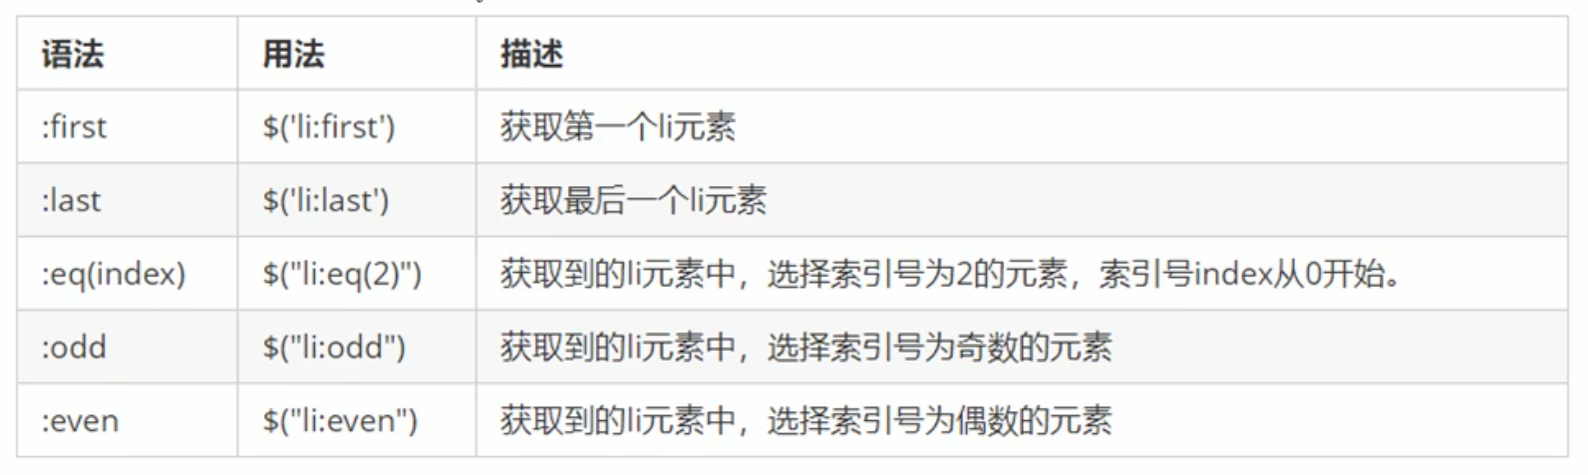 语法 用法 描述
:first $('li:first') 获取第一个li元素
:last $('li:last') 获取最后一个li元素
:eq(index) $("li:eq(2)") 获取到的li元素中，选择索引号为2的元素，索引号index从0开始。
:odd $("li:odd") 获取到的li元素中，选择索引号为奇数的元素
:even $("li:even") 获取到的li元素中，选择索引号为偶数的元素